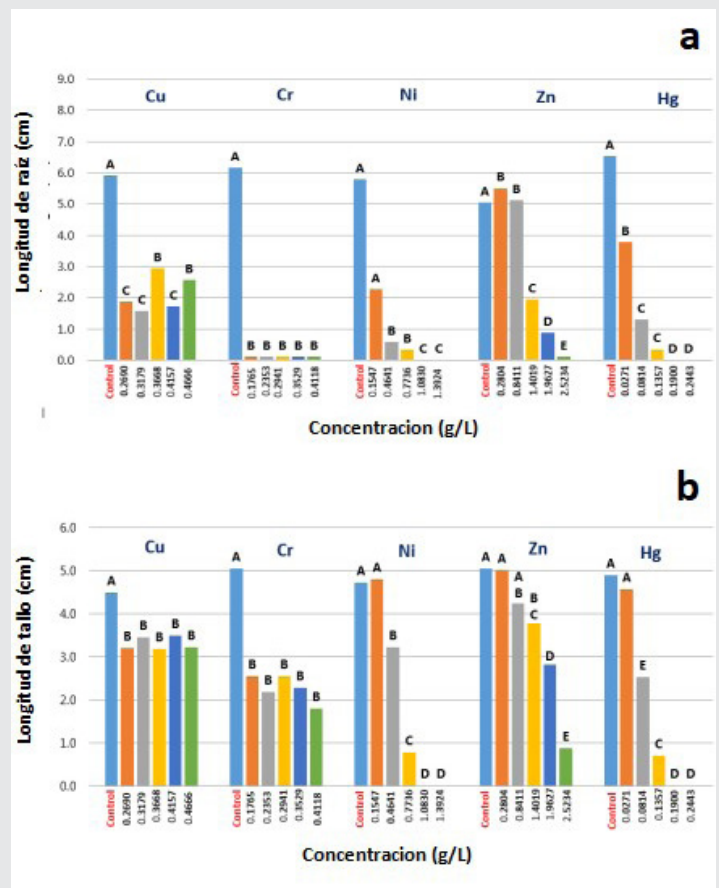 a
9.0
8.0
7.0
6.0
5.0
4.0
3.0
2.0
1.0
0.0
Longitud de raíz (cm)
Cu Cr Ni Zn Hg
A C C B C B
A B B B B B
A A B B C C
A B B C D E
A B C C D D
Control 0.2690 0.3179 0.3668 0.4157 0.4666
Control 0.1765 0.2353 0.2941 0.3529 0.4118
Control 0.1547 0.4641 0.7736 1.0830 1.3924
Control 0.2804 0.8411 1.4019 1.9627 2.5234
Control 0.0271 0.0814 0.1357 0.1900 0.2443
Concentracion (g/L)
b
6.0
5.0
4.0
3.0
2.0
1.0
0.0
Longitud de tallo (cm)
Cu Cr Ni Zn Hg
A B B B B B
A B B B B B
A A B C D D
A A A B B C D E
A A E C D D
Control 0.2690 0.3179 0.3668 0.4157 0.4666
Control 0.1765 0.2353 0.2941 0.3529 0.4118
Control 0.1547 0.4641 0.7736 1.0830 1.3924
Control 0.2804 0.8411 1.4019 1.9627 2.5234
Control 0.0271 0.0814 0.1357 0.1900 0.2443
Concentracion (g/L)